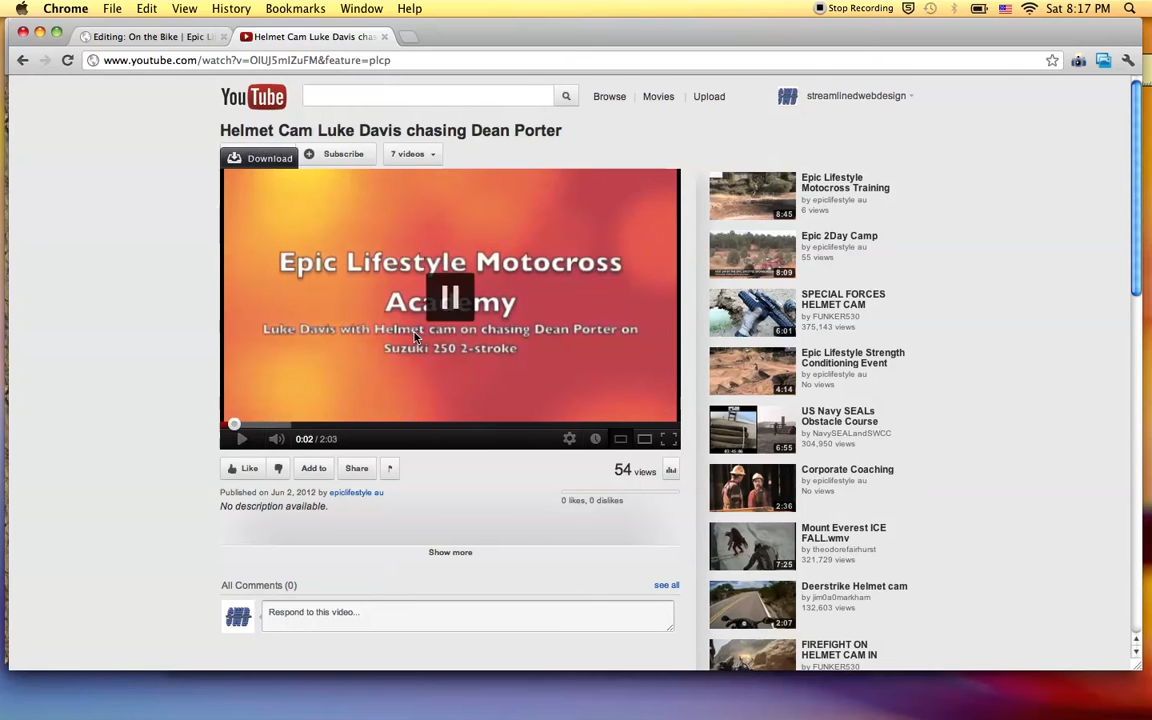 Chrome File Edit View History Bookmarks Window Help Stop Recording Sat 8:17 PM
Editing: On the Bike | Epic Li Helmet Cam Luke Davis chas
www.youtube.com/watch?v=OIUJ5mIZuFM&feature=plcp
YouTube Browse Movies Upload streamlinedwebdesign
Helmet Cam Luke Davis chasing Dean Porter
Download Subscribe 7 videos
Epic Lifestyle Motocross
Academy
Luke Davis with Helmet cam on chasing Dean Porter on
Suzuki 250 2-stroke
0:02 / 2:03
Like Add to Share 54 views
Published on Jun 2, 2012 by epiclifestyle au
0 likes, 0 dislikes
No description available.
Show more
All Comments (0) see all
Respond to this video...
Epic Lifestyle
Motocross Training
by epiclifestyle au
6 views
8:45
Epic 2Day Camp
by epiclifestyle au
55 views
8:09
SPECIAL FORCES
HELMET CAM
by FUNKER530
375,143 views
6:01
Epic Lifestyle Strength
Conditioning Event
by epiclifestyle au
No views
4:14
US Navy SEALs
Obstacle Course
by NavySEALandSWCC
304,950 views
6:55
Corporate Coaching
by epiclifestyle au
No views
2:36
Mount Everest ICE
FALL.wmv
by theodorefairhurst
321,729 views
7:25
Deerstrike Helmet cam
by jim0a0markham
132,603 views
2:07
FIREFIGHT ON
HELMET CAM IN
by FUNKER530